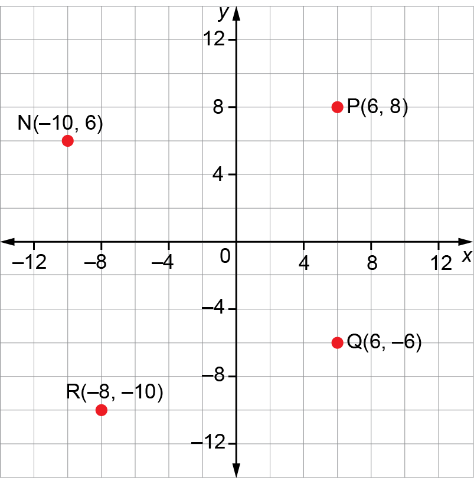 y
12
8
P(6, 8)
N(–10, 6)
4
–12
–8
–4
0
4
8
12
x
–4
Q(6, –6)
–8
R(–8, –10)
–12